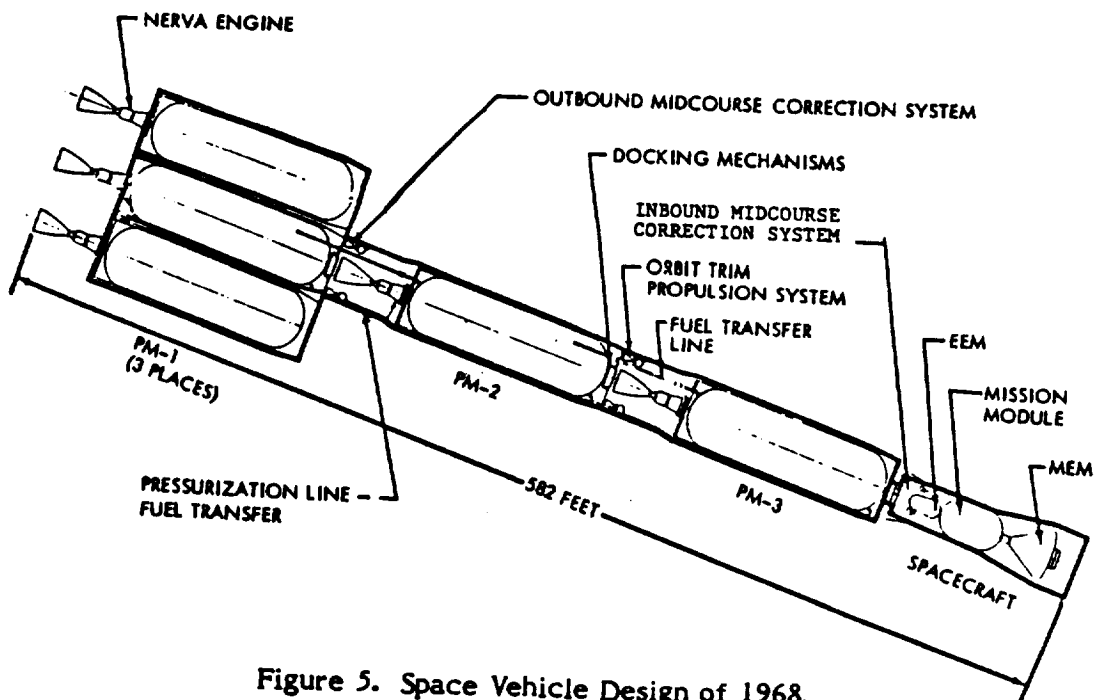 NERVA ENGINE
OUTBOUND MIDCOURSE CORRECTION SYSTEM
DOCKING MECHANISMS
INBOUND MIDCOURSE
CORRECTION SYSTEM
ORBIT TRIM
PROPULSION SYSTEM
FUEL TRANSFER
LINE
EEM
MISSION
MODULE
MEM
PM-1
(3 PLACES)
PM-2
PM-3
SPACECRAFT
PRESSURIZATION LINE -
FUEL TRANSFER
582 FEET
Figure 5. Space Vehicle Design of 1968.